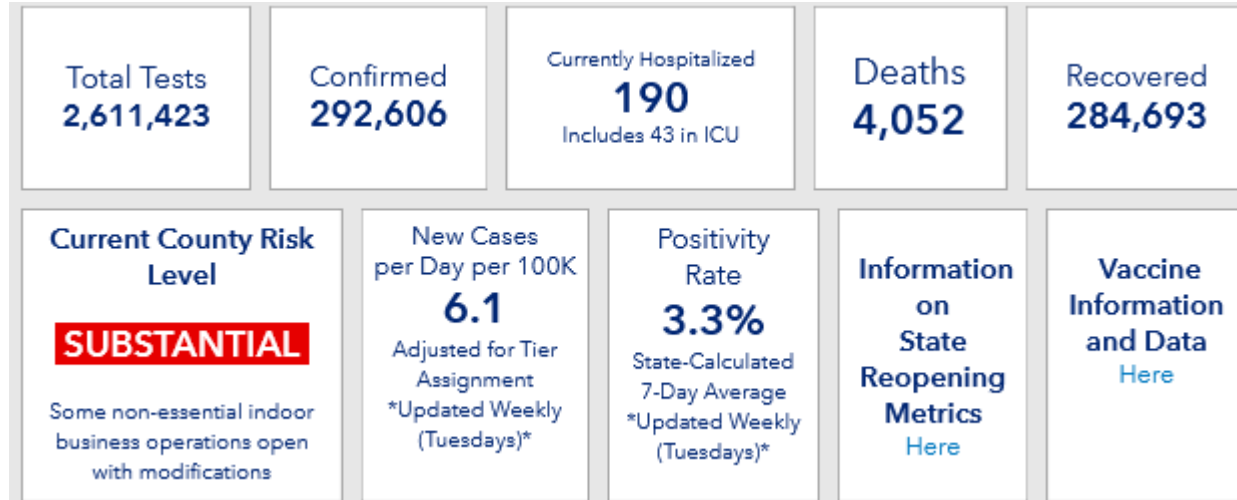 Total Tests
2,611,423
Confirmed
292,606
Currently Hospitalized
190
Includes 43 in ICU
Deaths
4,052
Recovered
284,693
Current County Risk
Level
SUBSTANTIAL
Some non-essential indoor
business operations open
with modifications
New Cases
per Day per 100K
6.1
Adjusted for Tier
Assignment
*Updated Weekly
(Tuesdays)*
Positivity
Rate
3.3%
State-Calculated
7-Day Average
*Updated Weekly
(Tuesdays)*
Information
on
State
Reopening
Metrics
Here
Vaccine
Information
and Data
Here